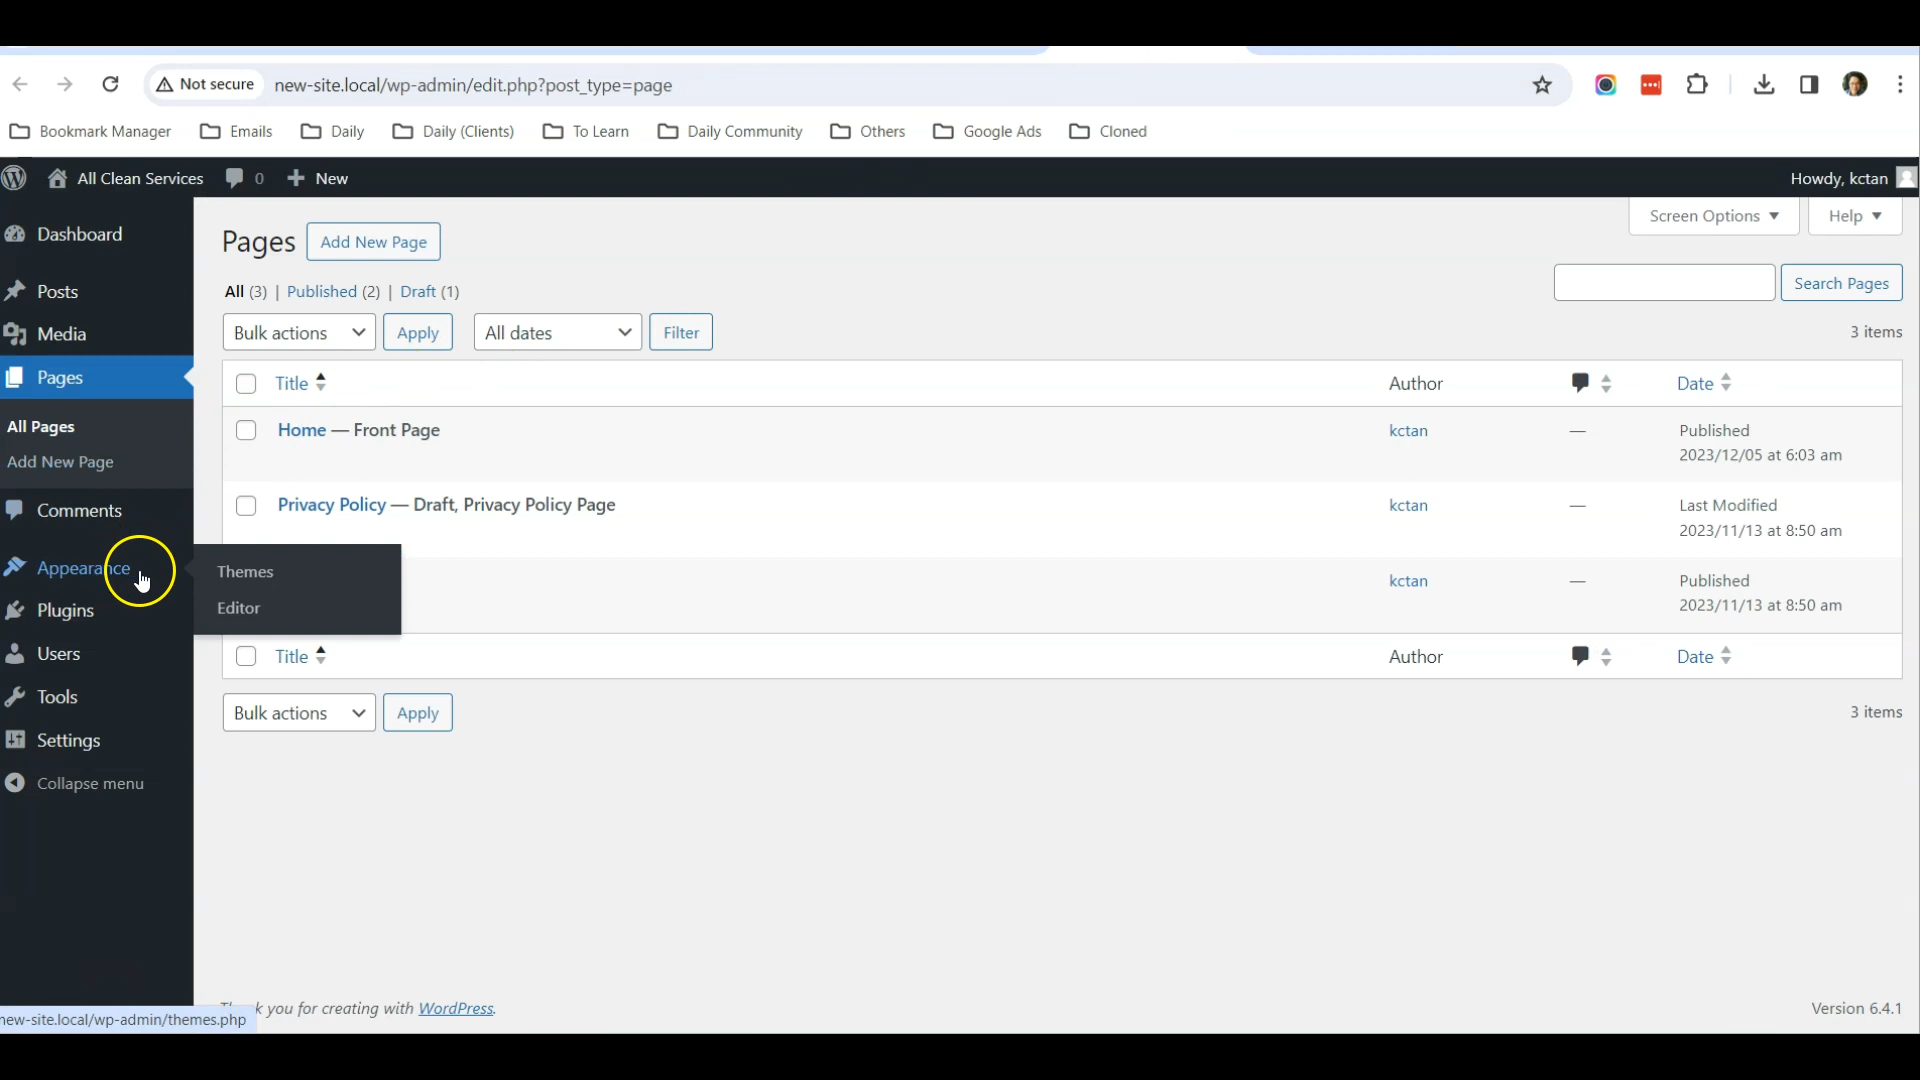 Not secure new-site.local/wp-admin/edit.php?post_type=page
Bookmark Manager Emails Daily Daily (Clients) To Learn Daily Community Others Google Ads Cloned
All Clean Services 0 New Howdy, kctan
Screen Options Help
Dashboard
Pages Add New Page
Posts
All (3) | Published (2) | Draft (1)
Search Pages
Media
Bulk actions Apply All dates Filter 3 items
Pages
Title Author Date
All Pages
Home — Front Page kctan — Published
2023/12/05 at 6:03 am
Add New Page
Comments
Privacy Policy — Draft, Privacy Policy Page kctan — Last Modified
2023/11/13 at 8:50 am
Appearance
Themes
kctan — Published
2023/11/13 at 8:50 am
Editor
Plugins
Users
Title Author Date
Tools
Bulk actions Apply 3 items
Settings
Collapse menu
k you for creating with WordPress.
Version 6.4.1
new-site.local/wp-admin/themes.php